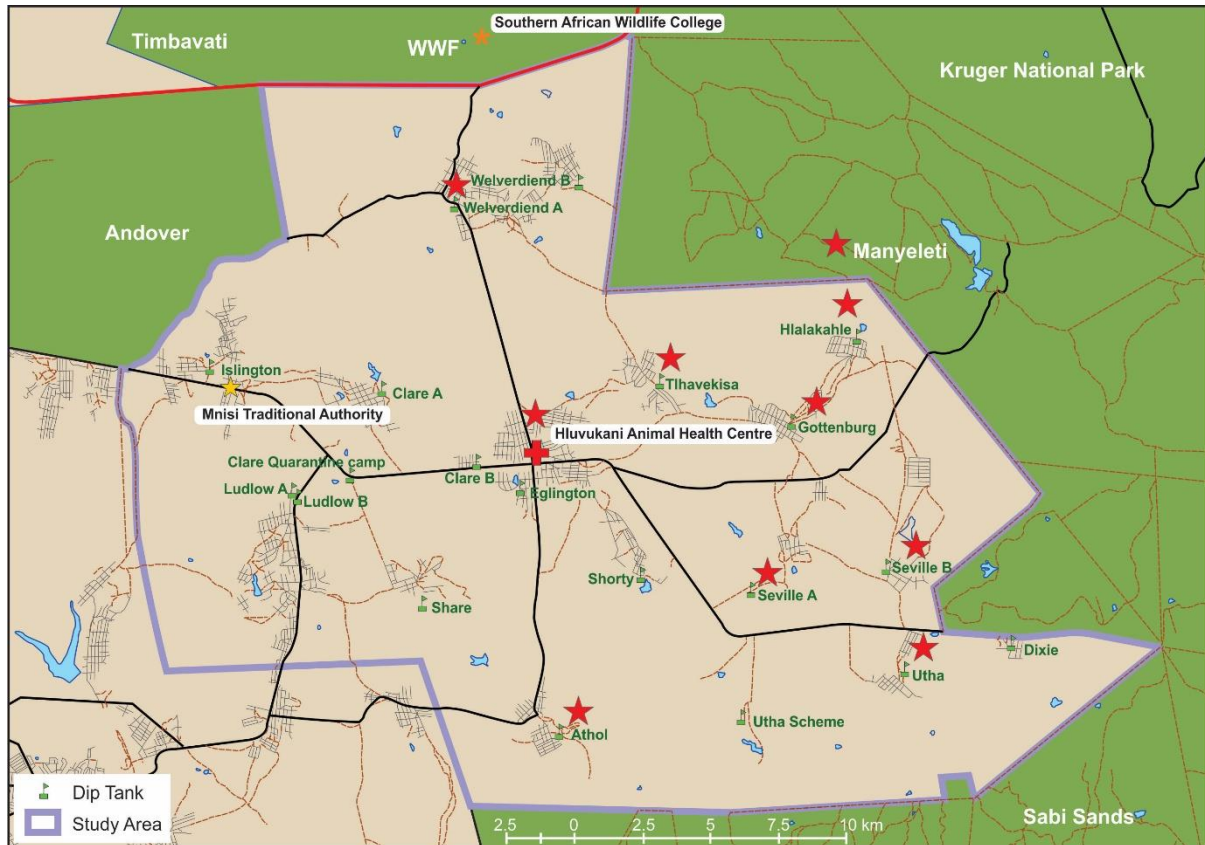 Southern African Wildlife College
Timbavati
WWF
Kruger National Park
Welverdiend B
Welverdiend A
Andover
Manyeleti
Hlalakahle
Islington
Tlhavekisa
Clare A
Mnisi Traditional Authority
Gottenburg
Hluvukani Animal Health Centre
Clare Quarantine camp
Clare B
Ludlow A
Ludlow B
Eglington
Shorty
Seville B
Seville A
Share
Dixie
Utha
Utha Scheme
Athol
Dip Tank
Study Area
Sabi Sands
2.5 0 2.5 5 7.5 10 km